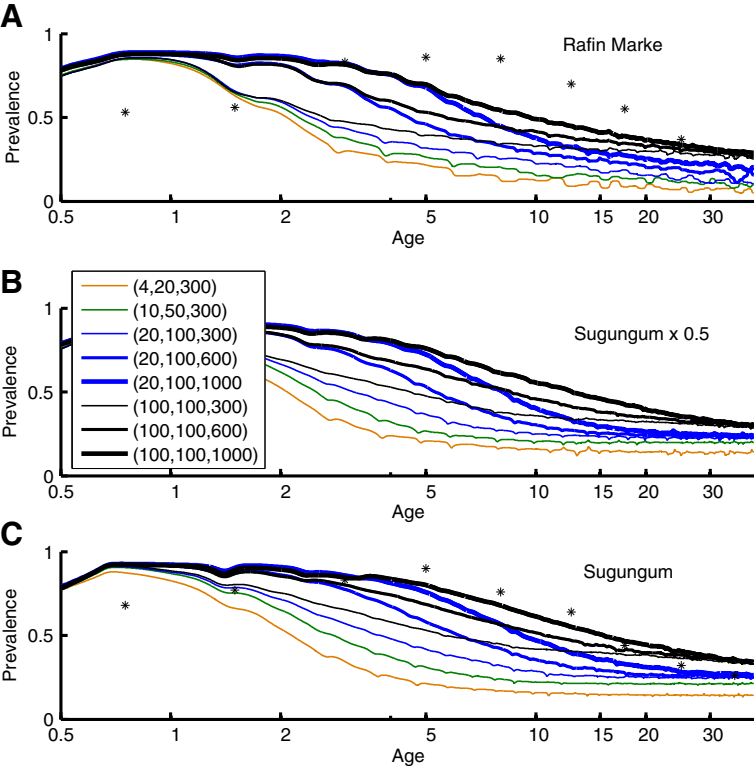 A
Rafin Marke
Prevalence
1
0.5
0
0.5 1 2 5 10 15 20 30
Age
B
Sugungum x 0.5
Prevalence
1
0.5
0
(4,20,300)
(10,50,300)
(20,100,300)
(20,100,600)
(20,100,1000
(100,100,300)
(100,100,600)
(100,100,1000)
0.5 1 2 5 10 15 20 30
Age
C
Sugungum
Prevalence
1
0.5
0
0.5 1 2 5 10 15 20 30
Age